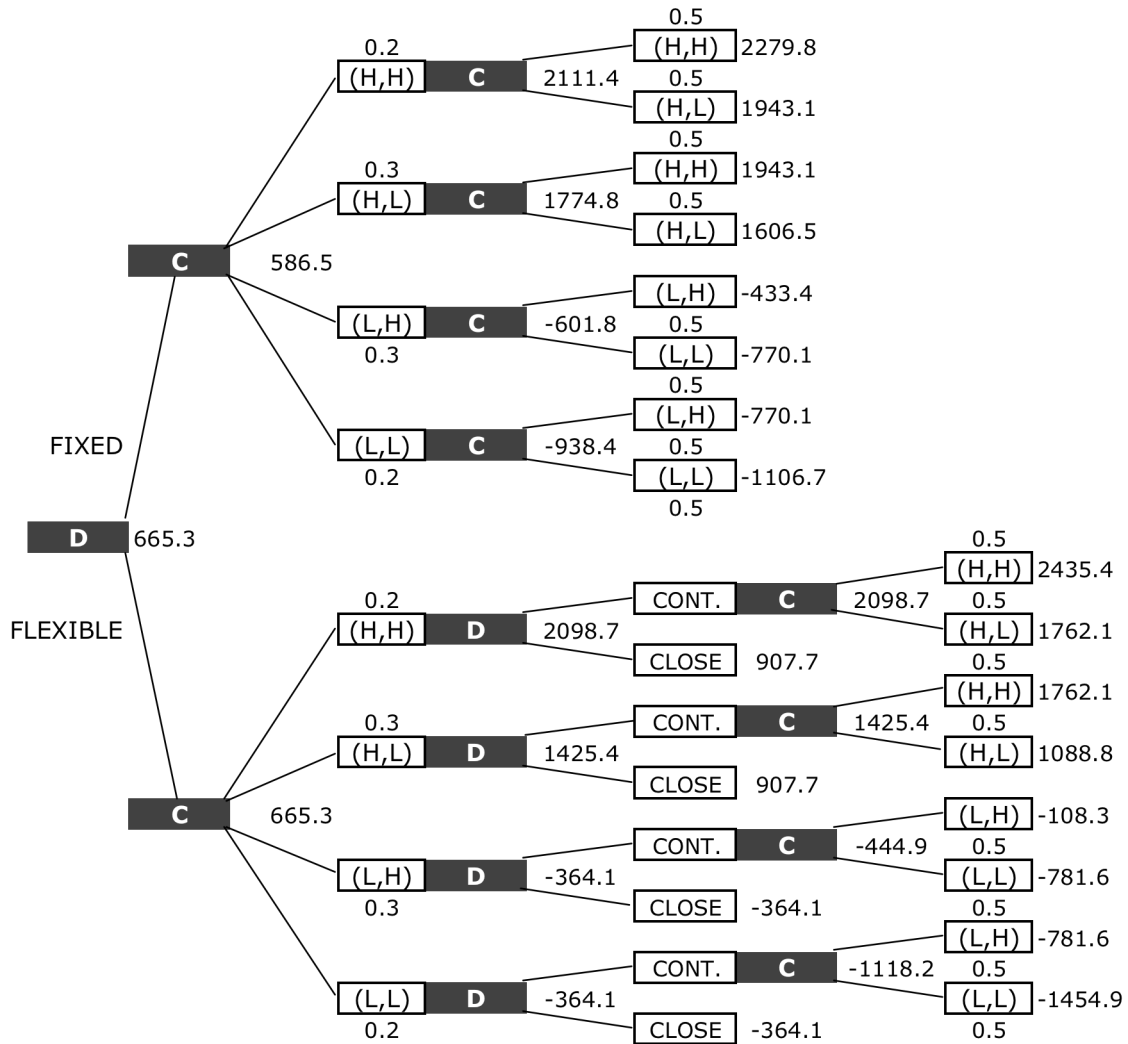 0.5
0.2 (H,H) 2279.8
(H,H) C 2111.4 0.5
(H,L) 1943.1
0.5
0.3 (H,H) 1943.1
(H,L) C 1774.8 0.5
(H,L) 1606.5
C 586.5
(L,H) -433.4
(L,H) C -601.8 0.5
0.3 (L,L) -770.1
0.5
(L,H) -770.1
FIXED (L,L) C -938.4 0.5
0.2 (L,L) -1106.7
0.5
D 665.3 0.5
(H,H) 2435.4
0.2 CONT. C 2098.7 0.5
FLEXIBLE (H,H) D 2098.7 (H,L) 1762.1
CLOSE 907.7 0.5
(H,H) 1762.1
0.3 CONT. C 1425.4 0.5
(H,L) D 1425.4 (H,L) 1088.8
CLOSE 907.7
C 665.3 (L,H) -108.3
CONT. C -444.9 0.5
(L,H) D -364.1 (L,L) -781.6
0.3 CLOSE -364.1 0.5
(L,H) -781.6
CONT. C -1118.2 0.5
(L,L) D -364.1 (L,L) -1454.9
0.2 CLOSE -364.1 0.5